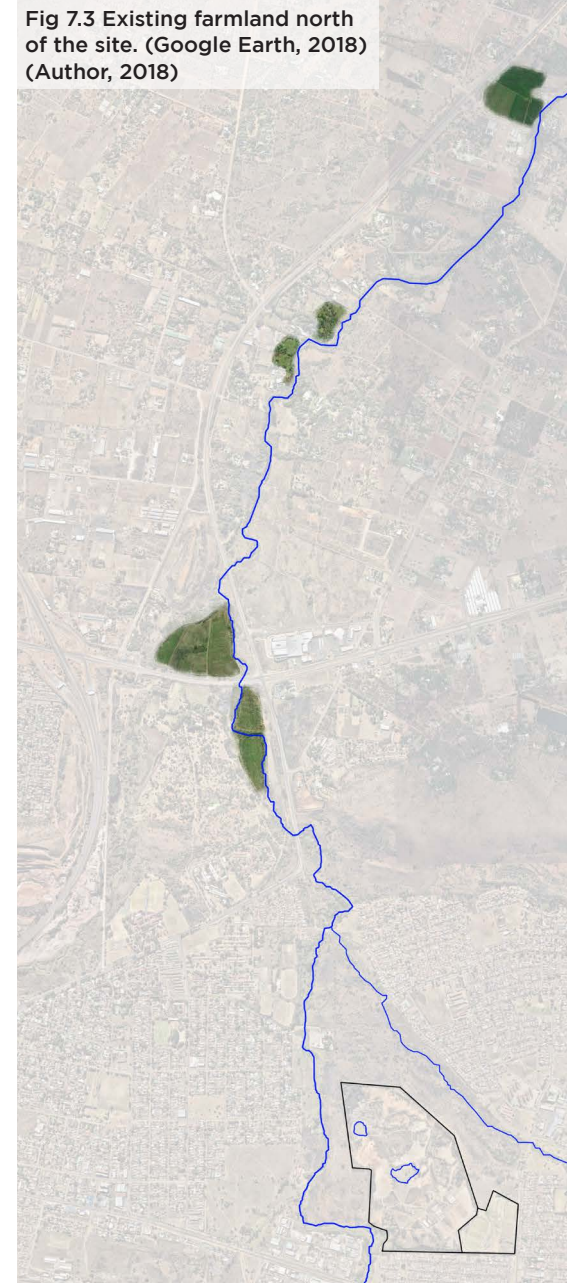 Fig 7.3 Existing farmland north
of the site. (Google Earth, 2018)
(Author, 2018)